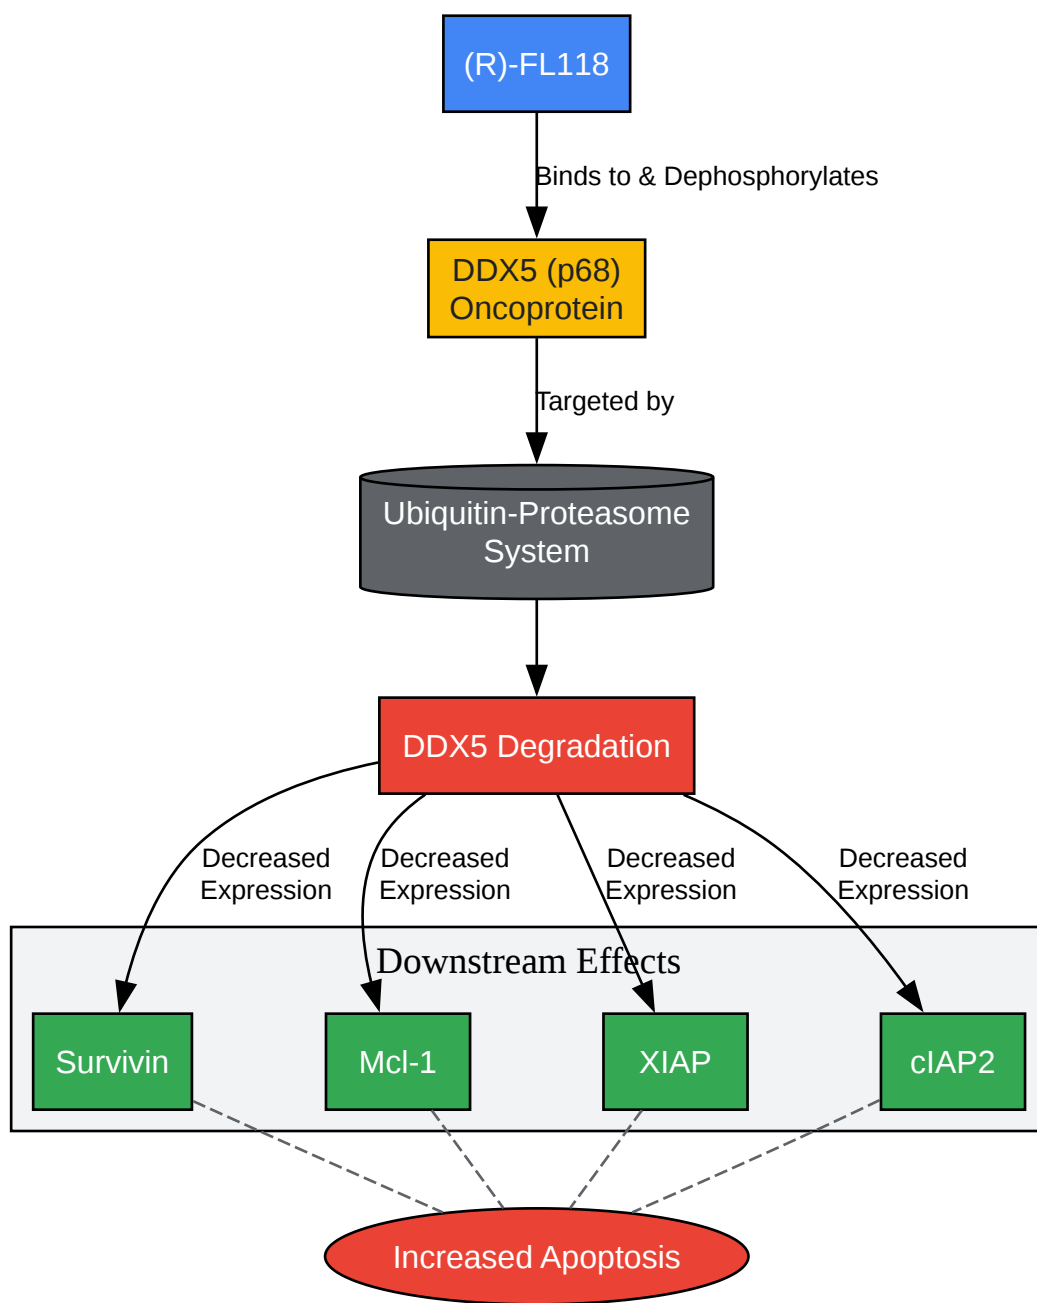 (R)-FL118
Binds to & Dephosphorylates
DDX5 (p68)
Oncoprotein
Targeted by
Ubiquitin-Proteasome
System
DDX5 Degradation
Decreased
Expression
Decreased
Expression
Decreased
Expression
Decreased
Expression
Downstream Effects
Survivin
Mcl-1
XIAP
cIAP2
Increased Apoptosis